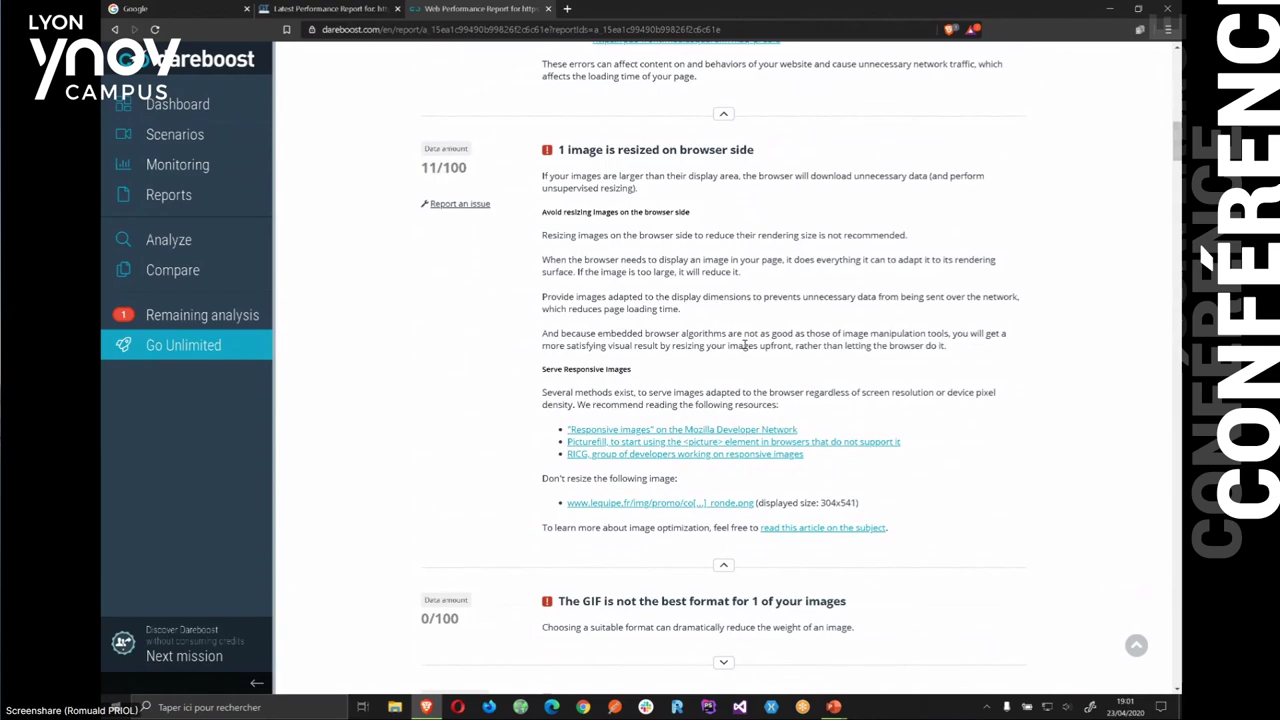 Google
Latest Performance Report for: htt
Web Performance Report for https
LYON
YNOV
CAMPUS
dareboost.com/en/report/a_15ea1c99490b99826f2c6c61e?reportIds=a_15ea1c99490b99826f2c6c61e
dareboost
Dashboard
Scenarios
Monitoring
Reports
Analyze
Compare
1
Remaining analysis
Go Unlimited
Discover Dareboost
without consuming credits
Next mission
These errors can affect content on and behaviors of your website and cause unnecessary network traffic, which
affects the loading time of your page.
Data amount
11/100
Report an issue
1 image is resized on browser side
If your images are larger than their display area, the browser will download unnecessary data (and perform
unsupervised resizing).
Avoid resizing images on the browser side
Resizing images on the browser side to reduce their rendering size is not recommended.
When the browser needs to display an image in your page, it does everything it can to adapt it to its rendering
surface. If the image is too large, it will reduce it.
Provide images adapted to the display dimensions to prevents unnecessary data from being sent over the network,
which reduces page loading time.
And because embedded browser algorithms are not as good as those of image manipulation tools, you will get a
more satisfying visual result by resizing your images upfront, rather than letting the browser do it.
Serve Responsive Images
Several methods exist, to serve images adapted to the browser regardless of screen resolution or device pixel
density. We recommend reading the following resources:
• "Responsive images" on the Mozilla Developer Network
• Picturefill, to start using the <picture> element in browsers that do not support it
• RICG, group of developers working on responsive images
Don't resize the following image:
• www.lequipe.fr/img/promo/co[...]_ronde.png (displayed size: 304x541)
To learn more about image optimization, feel free to read this article on the subject.
Data amount
0/100
The GIF is not the best format for 1 of your images
Choosing a suitable format can dramatically reduce the weight of an image.
Taper ici pour rechercher
19:01
23/04/2020
Screenshare (Romuald PRIOL)
CONFÉRENC
CONFÉRENCE